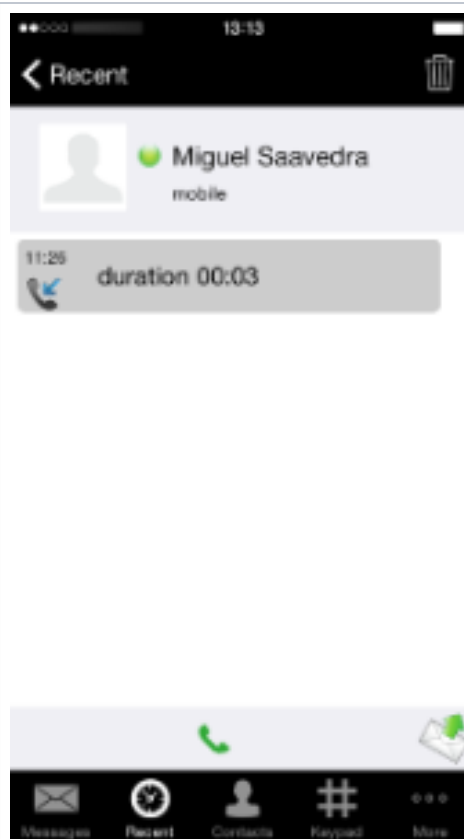 13:13
Recent
Miguel Saavedra
mobile
11:26
duration 00:03
Messages Recent Contacts Keypad More